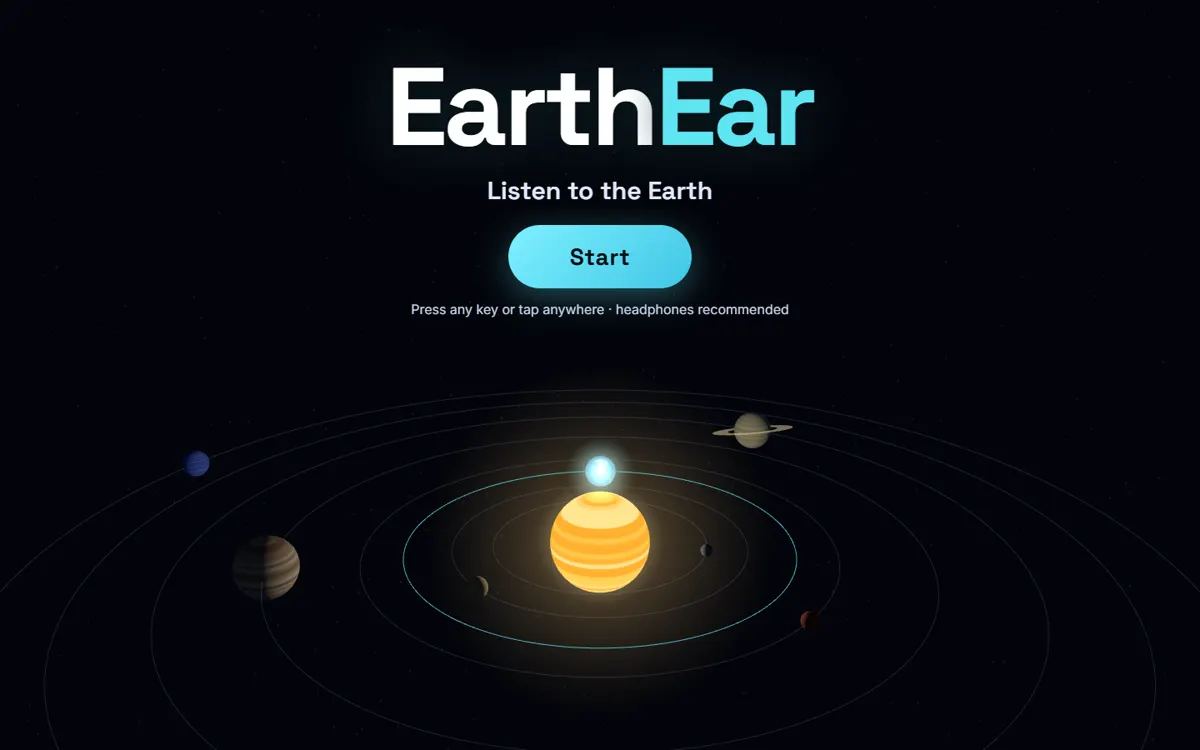 EarthEar
Listen to the Earth
Start
Press any key or tap anywhere · headphones recommended